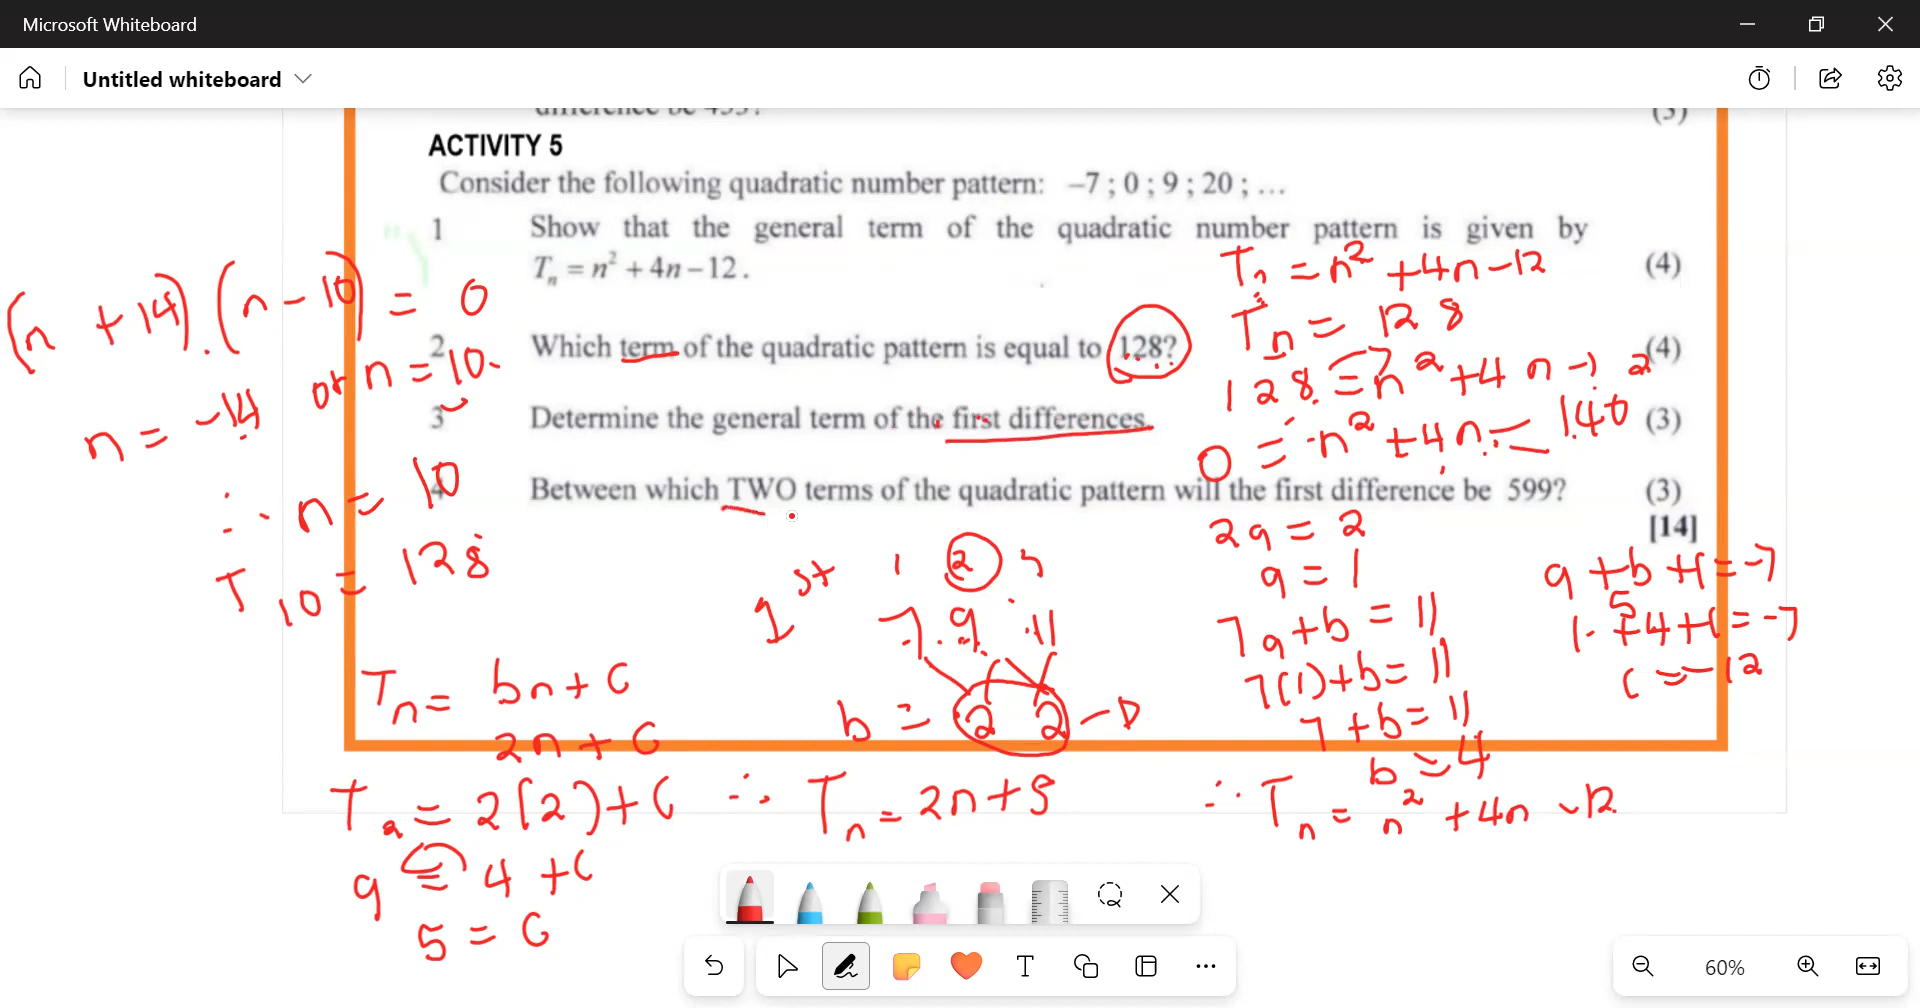 Microsoft Whiteboard
Untitled whiteboard
difference be 455?
(3)
ACTIVITY 5
Consider the following quadratic number pattern: –7 ; 0 ; 9 ; 20 ; …
1 Show that the general term of the quadratic number pattern is given by
Tn = n² + 4n – 12 .
(4)
2 Which term of the quadratic pattern is equal to 128?
(4)
3 Determine the general term of the first differences.
(3)
4 Between which TWO terms of the quadratic pattern will the first difference be 599?
(3)
[14]
Tn = n² + 4n – 12
Tn = 128
128 = n² + 4n – 12
0 = n² + 4n – 140
(n + 14).(n – 10) = 0
n = –14 or n = 10
∴ n = 10
T10 = 128
1st 7 9 11
b = 2 2 – D
Tn = bn + c
2n + c
T2 = 2(2) + c
9 = 4 + c
5 = c
∴ Tn = 2n + 5
2a = 2
a = 1
7a + b = 11
7(1) + b = 11
7 + b = 11
b = 4
a + b + c = –7
1 + 4 + c = –7
5
c = –12
∴ Tn = n² + 4n – 12
60%